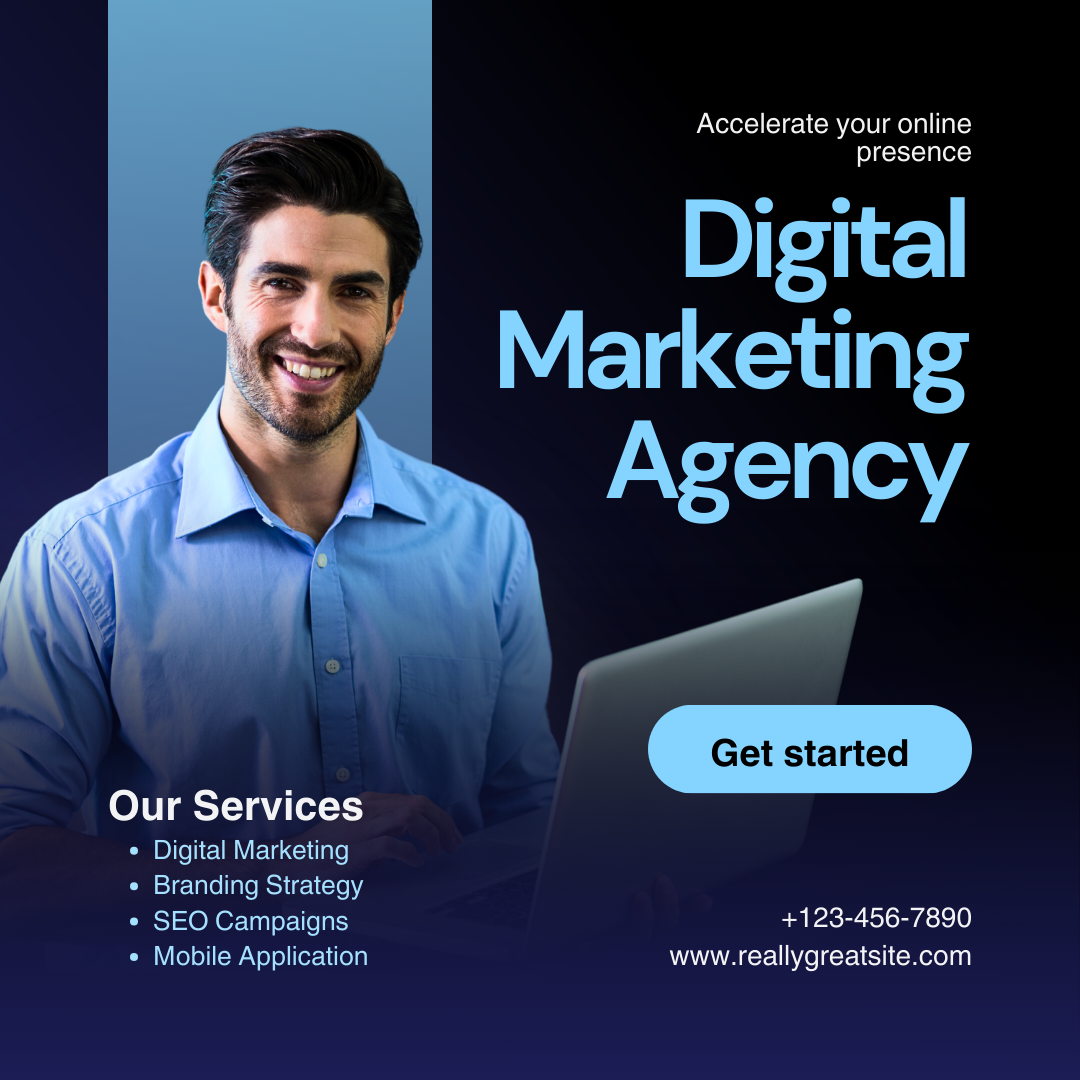 Accelerate your online
presence
Digital
Marketing
Agency
Get started
Our Services
• Digital Marketing
• Branding Strategy
• SEO Campaigns
• Mobile Application
+123-456-7890
www.reallygreatsite.com